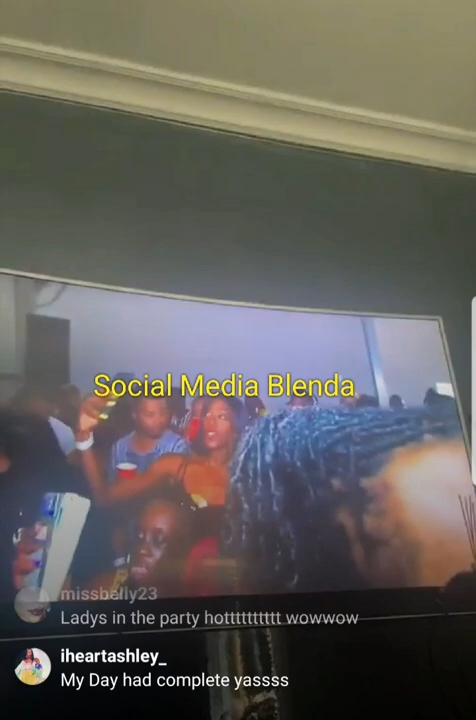 Social Media Blenda
missbelly23
Ladys in the party hotttttttttt wowwow
iheartashley_
My Day had complete yassss